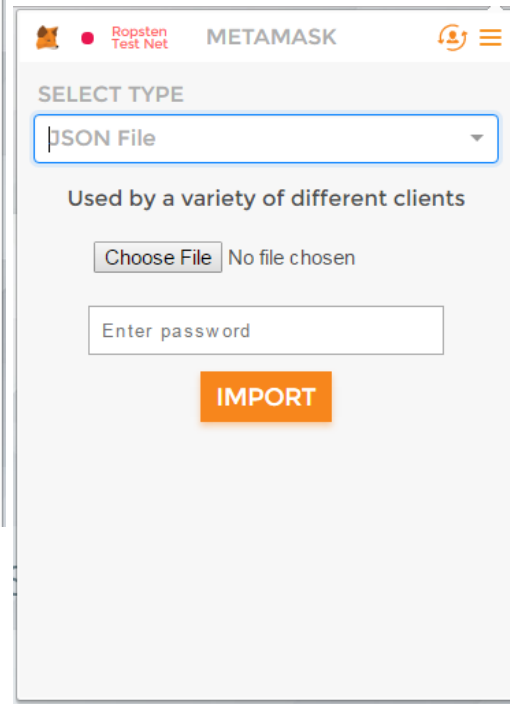 Ropsten
Test Net
METAMASK
SELECT TYPE
JSON File
Used by a variety of different clients
Choose File No file chosen
Enter password
IMPORT